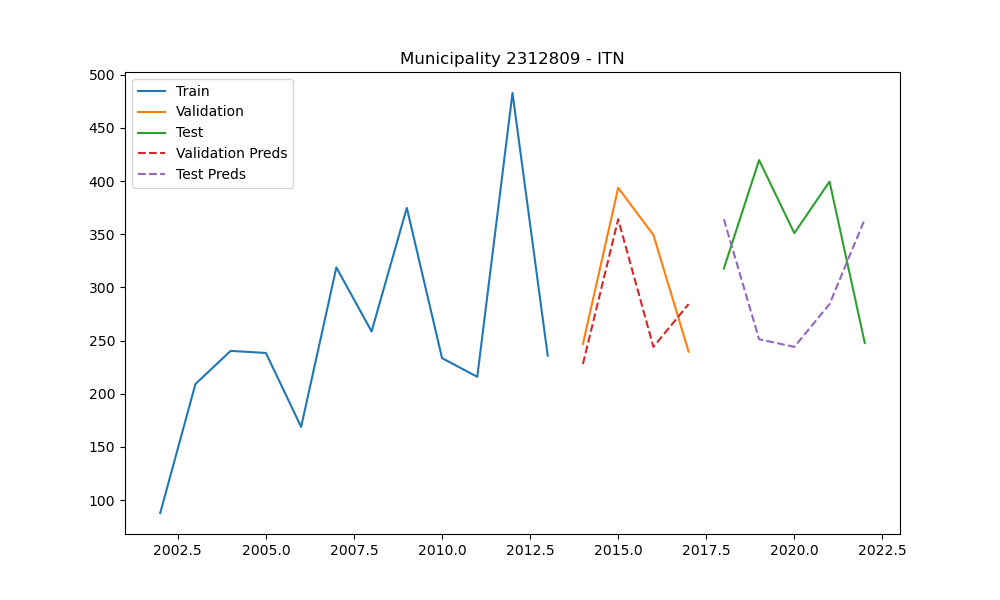 Municipality 2312809 - ITN
500
450
400
350
300
250
200
150
100
Train
Validation
Test
Validation Preds
Test Preds
2002.5 2005.0 2007.5 2010.0 2012.5 2015.0 2017.5 2020.0 2022.5